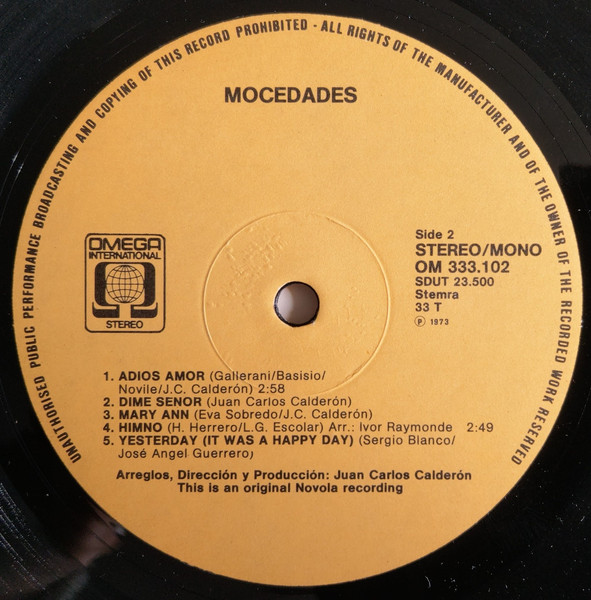 UNAUTHORISED PUBLIC PERFORMANCE BROADCASTING AND COPYING OF THIS RECORD PROHIBITED - ALL RIGHTS OF THE MANUFACTURER AND OF THE OWNER OF THE RECORDED WORK RESERVED
MOCEDADES
OMEGA
INTERNATIONAL
STEREO
Side 2
STEREO/MONO
OM 333.102
SDUT 23.500
Stemra
33 T
Ⓟ 1973
1. ADIOS AMOR (Gallerani/Basisio/
Novile/J.C. Calderón) 2:58
2. DIME SENOR (Juan Carlos Calderón)
3. MARY ANN (Eva Sobredo/J.C. Calderón)
4. HIMNO (H. Herrero/L.G. Escolar) Arr.: Ivor Raymonde 2:49
5. YESTERDAY (IT WAS A HAPPY DAY) (Sergio Blanco/
José Angel Guerrero)
Arreglos, Dirección y Producción: Juan Carlos Calderón
This is an original Novola recording